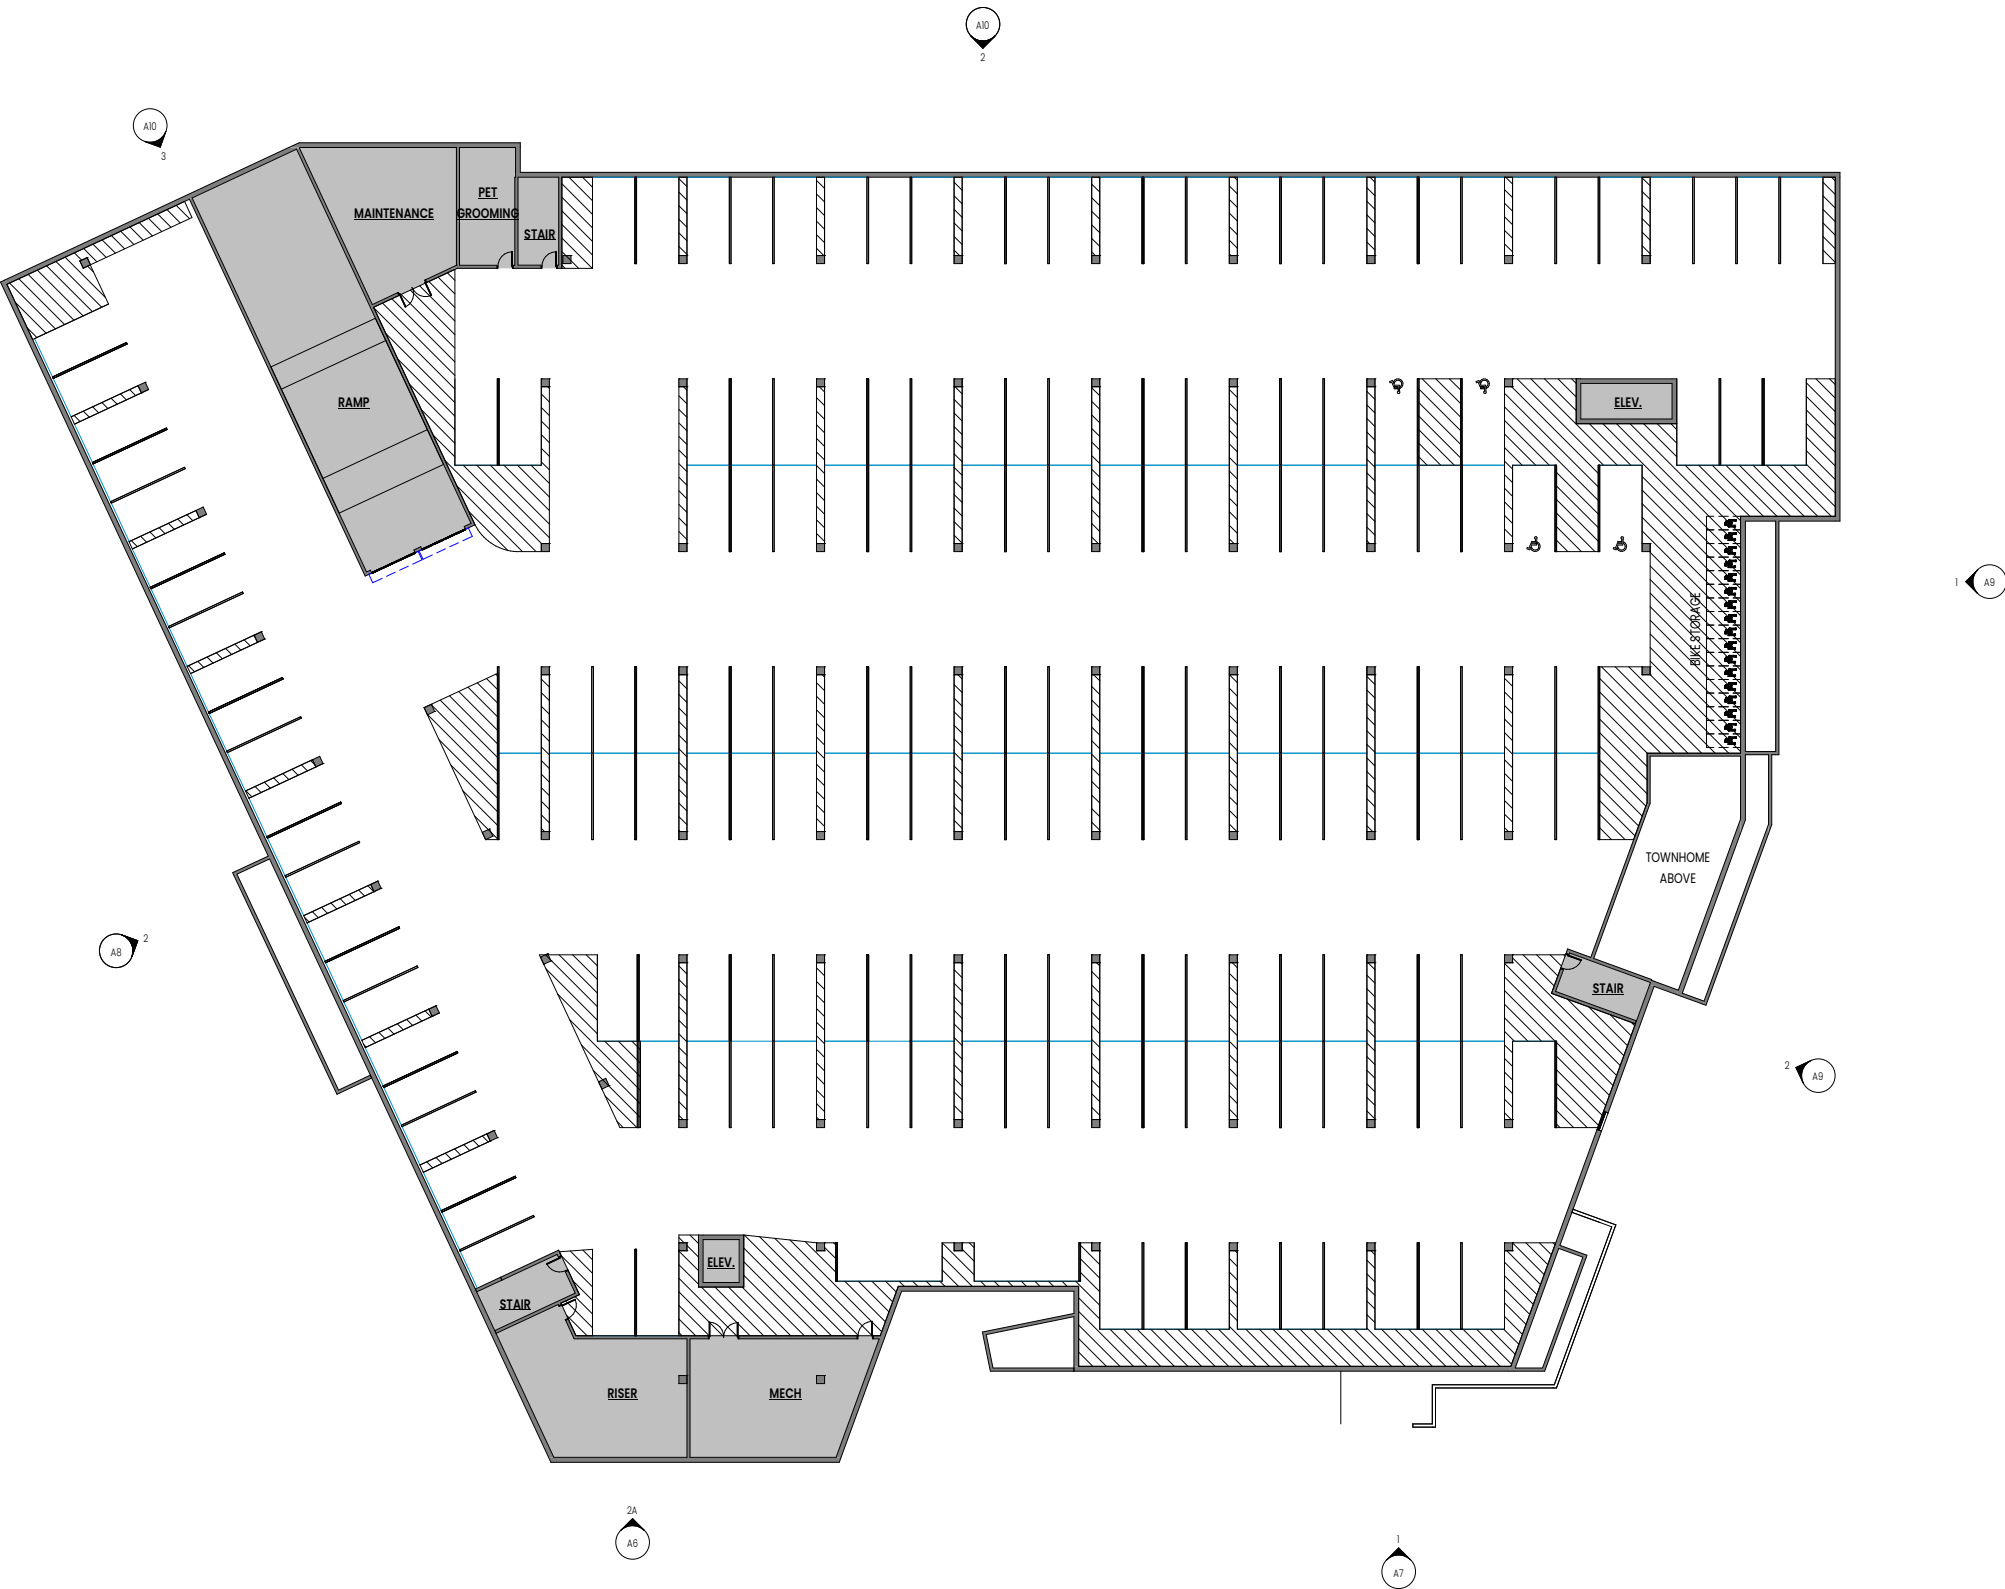 A10
2
A10
3
PET
MAINTENANCE
GROOMING
STAIR
RAMP
ELEV.
1
A9
BIKE STORAGE
TOWNHOME
ABOVE
2
A8
STAIR
2
A9
ELEV.
STAIR
RISER
MECH
2A
A6
1
A7